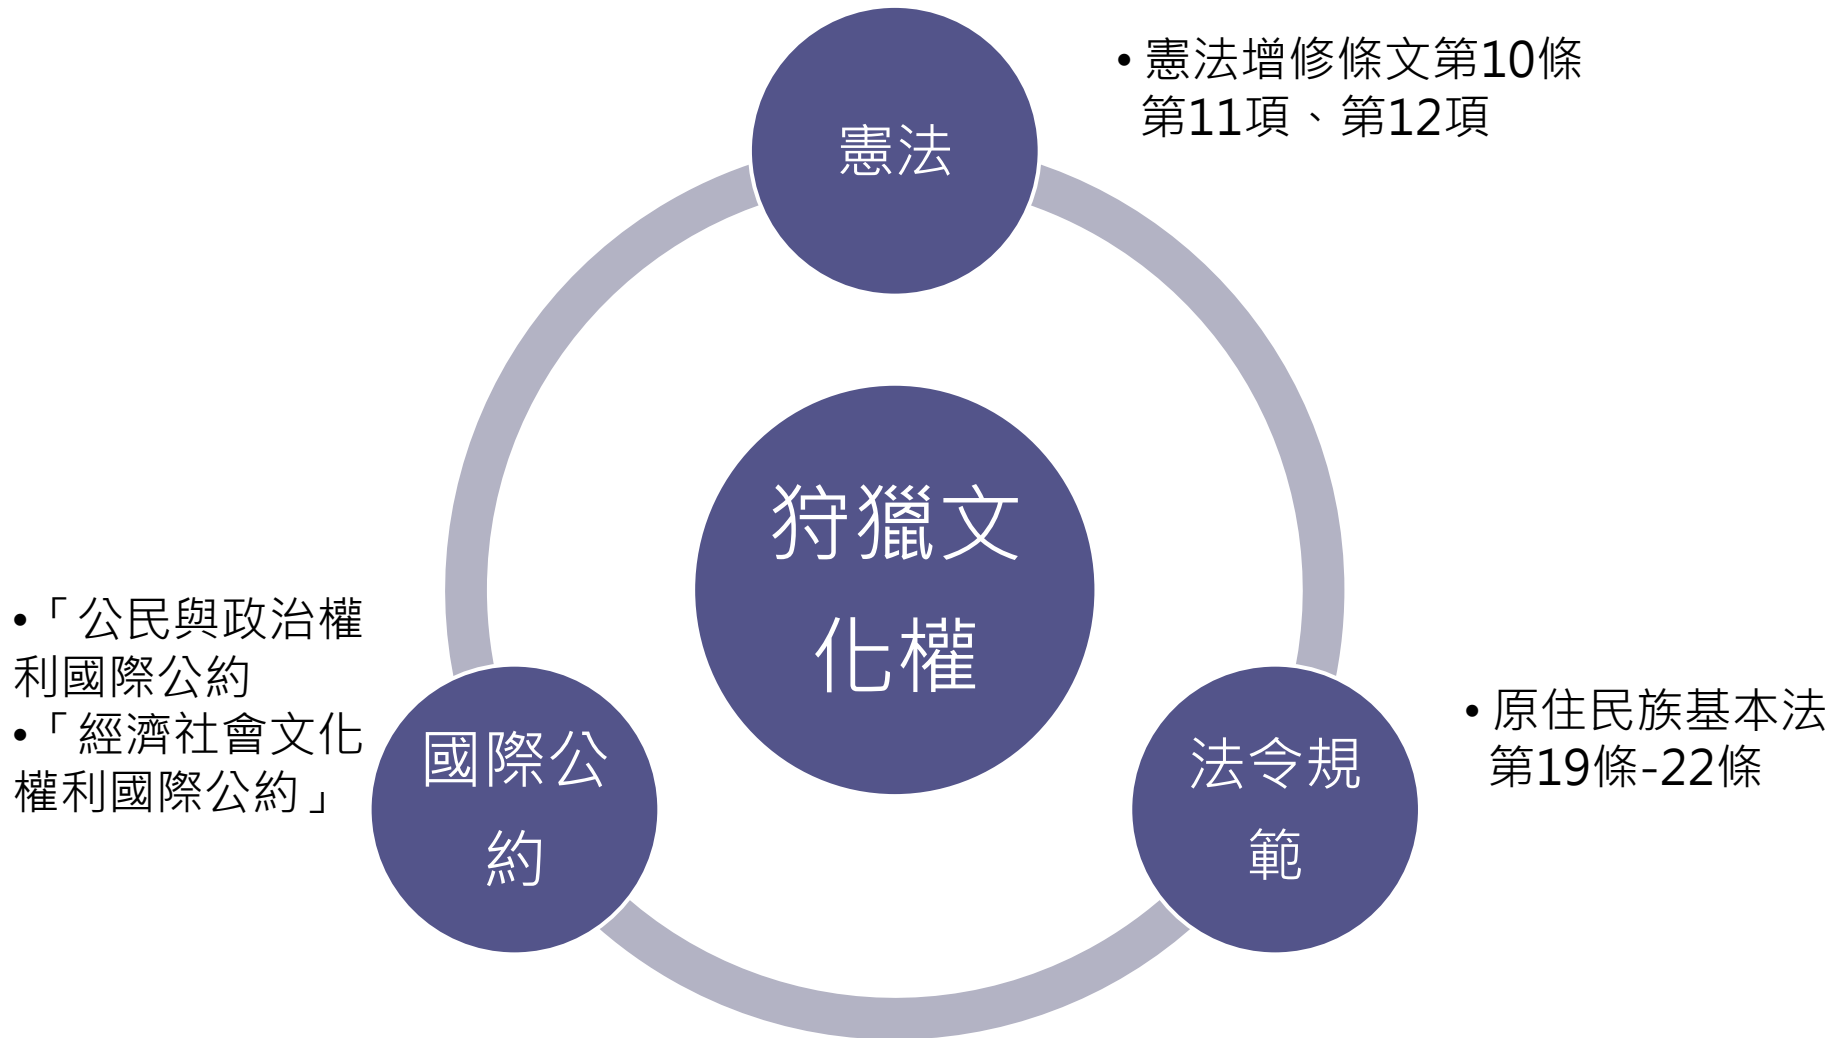 憲法
• 憲法增修條文第10條
第11項、第12項
狩獵文
化權
•「公民與政治權
利國際公約
•「經濟社會文化
權利國際公約」
國際公
約
法令規
範
• 原住民族基本法
第19條-22條